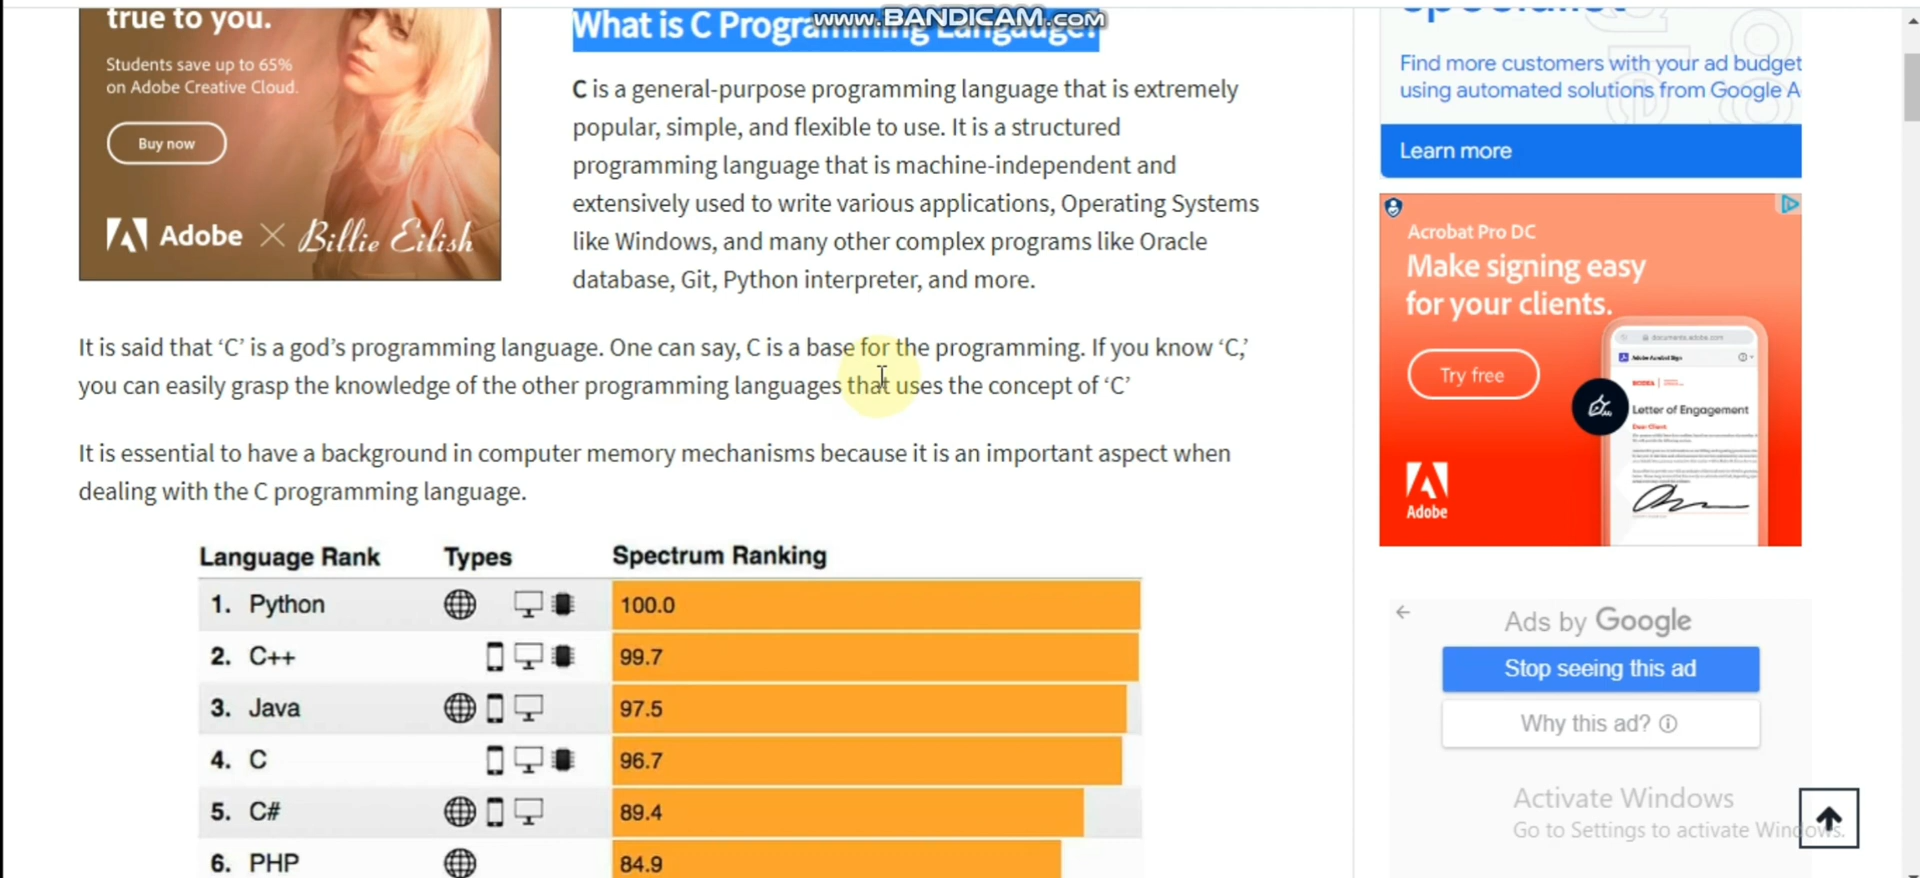 www.BANDICAM.com
true to you.
Students save up to 65%
on Adobe Creative Cloud.
Buy now
Adobe × Billie Eilish
What is C Programming Langauge?
C is a general-purpose programming language that is extremely
popular, simple, and flexible to use. It is a structured
programming language that is machine-independent and
extensively used to write various applications, Operating Systems
like Windows, and many other complex programs like Oracle
database, Git, Python interpreter, and more.
It is said that ‘C’ is a god’s programming language. One can say, C is a base for the programming. If you know ‘C,’
you can easily grasp the knowledge of the other programming languages that uses the concept of ‘C’
It is essential to have a background in computer memory mechanisms because it is an important aspect when
dealing with the C programming language.
Language Rank Types Spectrum Ranking
1. Python 100.0
2. C++ 99.7
3. Java 97.5
4. C 96.7
5. C# 89.4
6. PHP 84.9
Find more customers with your ad budget
using automated solutions from Google A
Learn more
Acrobat Pro DC
Make signing easy
for your clients.
Try free
documents.adobe.com
Adobe Acrobat Sign
Letter of Engagement
Dear Client
Adobe
Ads by Google
Stop seeing this ad
Why this ad?
Activate Windows
Go to Settings to activate Windows.